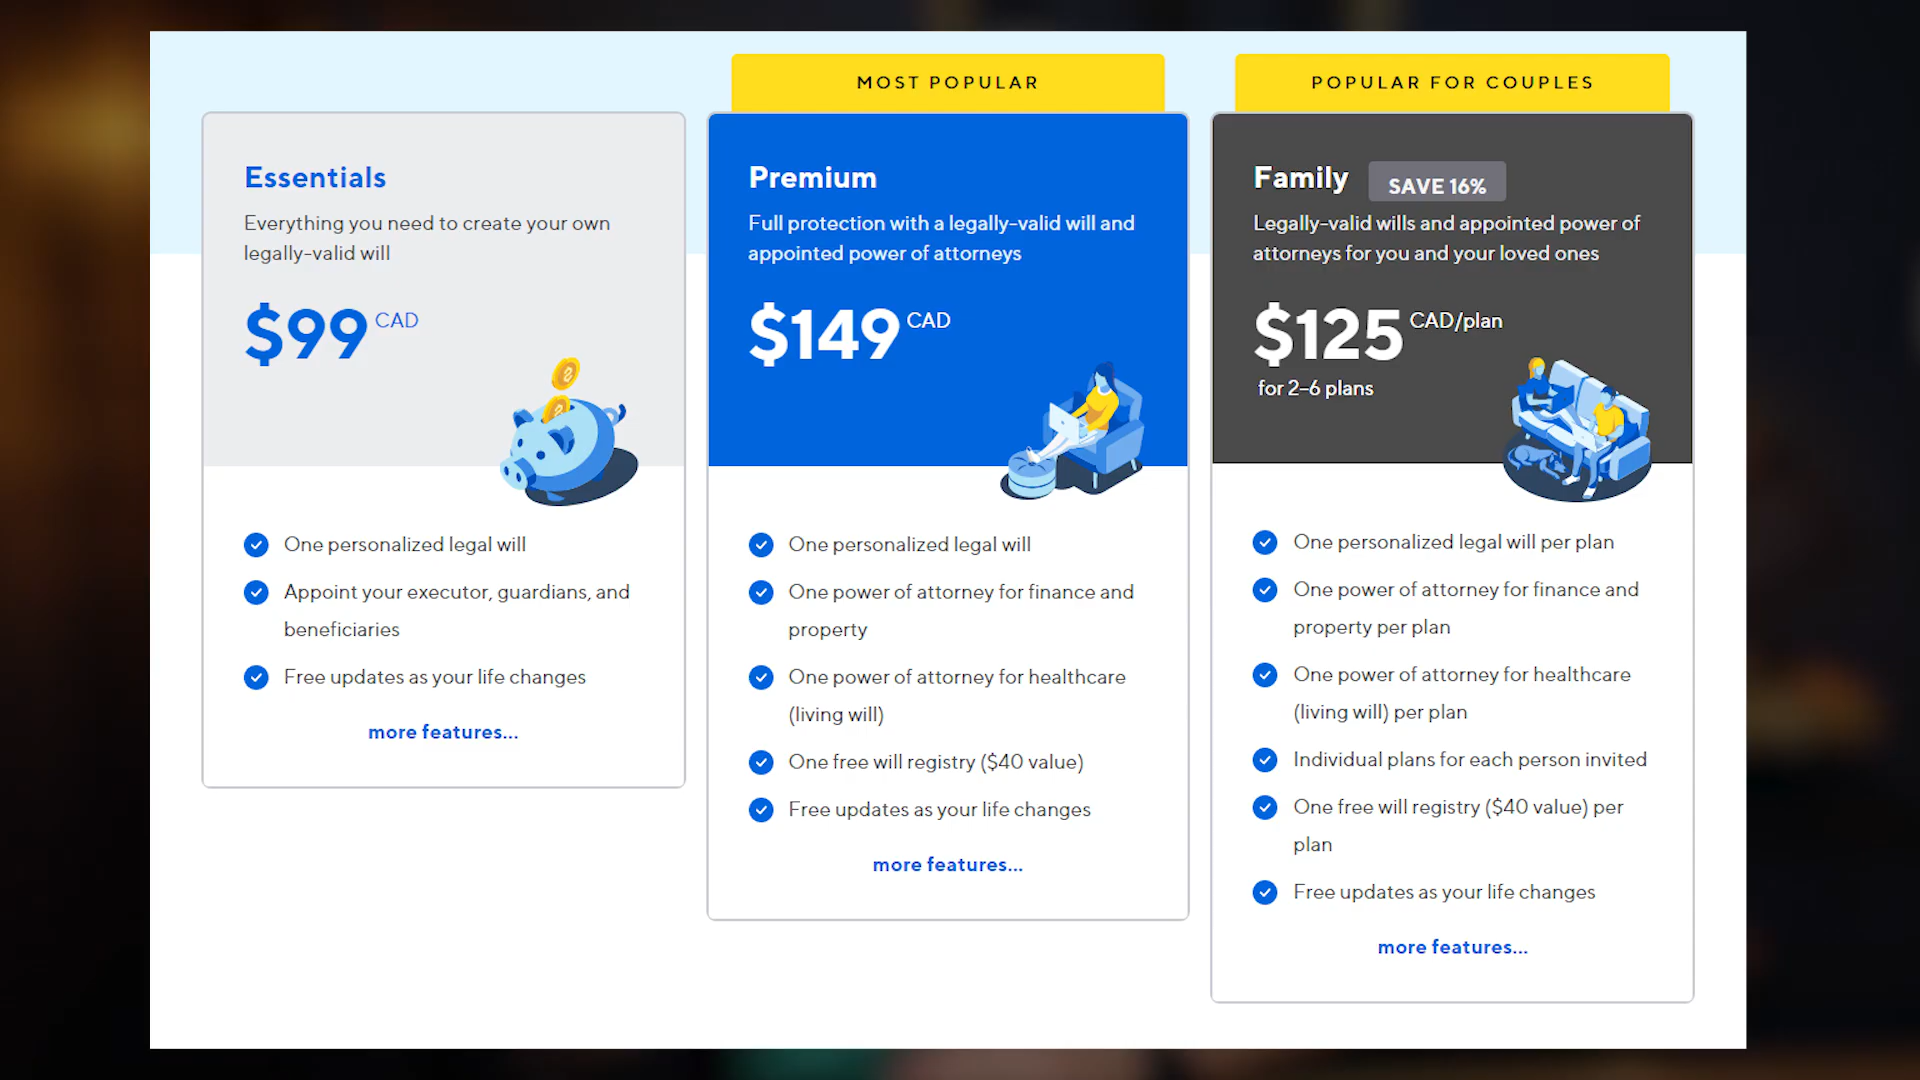 Essentials
Everything you need to create your own
legally-valid will
$99 CAD
One personalized legal will
Appoint your executor, guardians, and
beneficiaries
Free updates as your life changes
more features...
MOST POPULAR
Premium
Full protection with a legally-valid will and
appointed power of attorneys
$149 CAD
One personalized legal will
One power of attorney for finance and
property
One power of attorney for healthcare
(living will)
One free will registry ($40 value)
Free updates as your life changes
more features...
POPULAR FOR COUPLES
Family SAVE 16%
Legally-valid wills and appointed power of
attorneys for you and your loved ones
$125 CAD/plan
for 2–6 plans
One personalized legal will per plan
One power of attorney for finance and
property per plan
One power of attorney for healthcare
(living will) per plan
Individual plans for each person invited
One free will registry ($40 value) per
plan
Free updates as your life changes
more features...